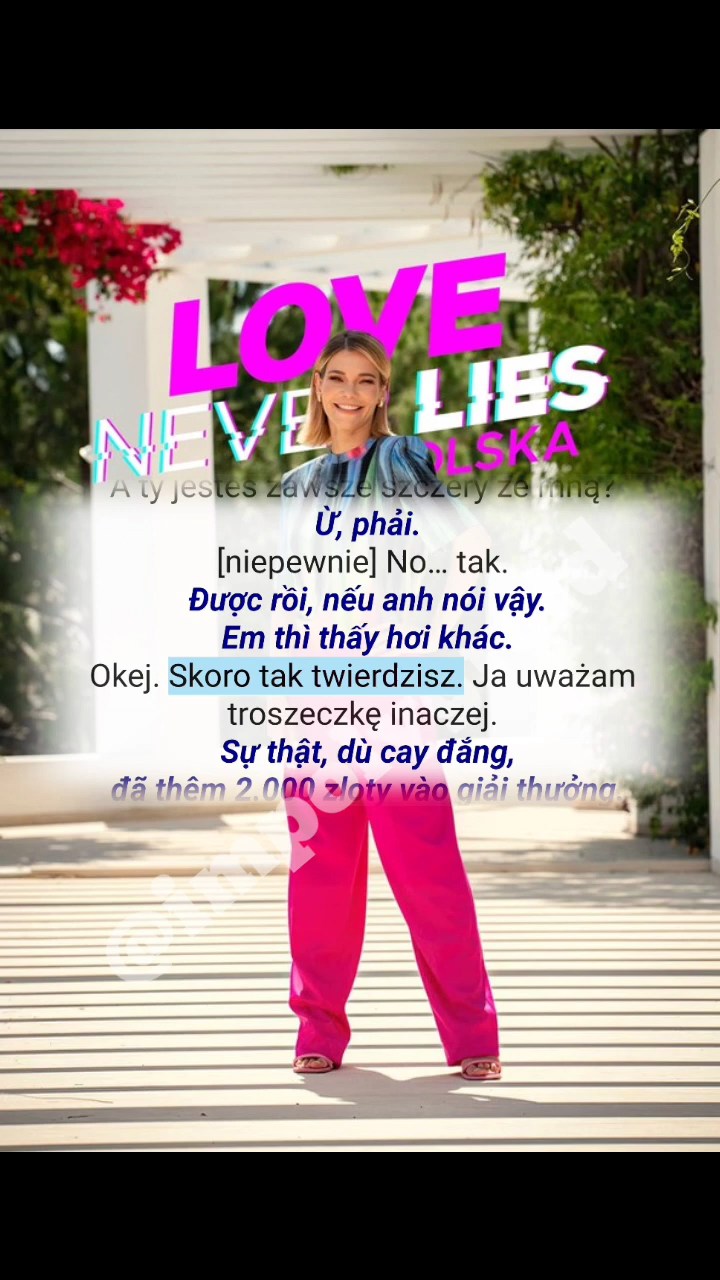 LOVE
NEVE LIES
OLSKA
A ty jesteś zawsze szczery ze mną?
Ừ, phải.
[niepewnie] No… tak.
Được rồi, nếu anh nói vậy.
Em thì thấy hơi khác.
Okej. Skoro tak twierdzisz. Ja uważam
troszeczkę inaczej.
Sự thật, dù cay đắng,
đã thêm 2.000 zloty vào giải thưởng.